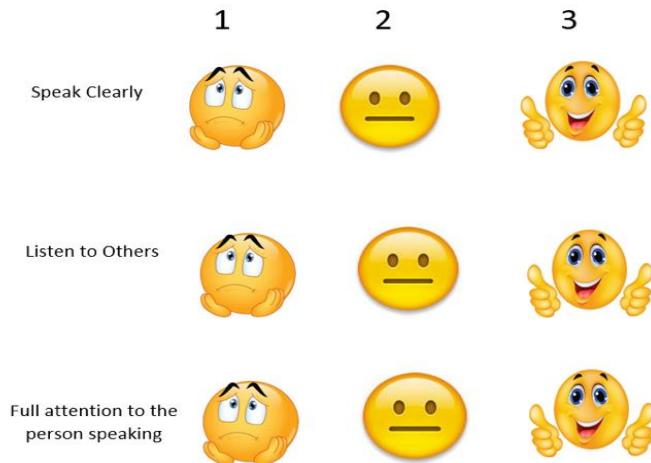 1 2 3
Speak Clearly
Listen to Others
Full attention to the
person speaking